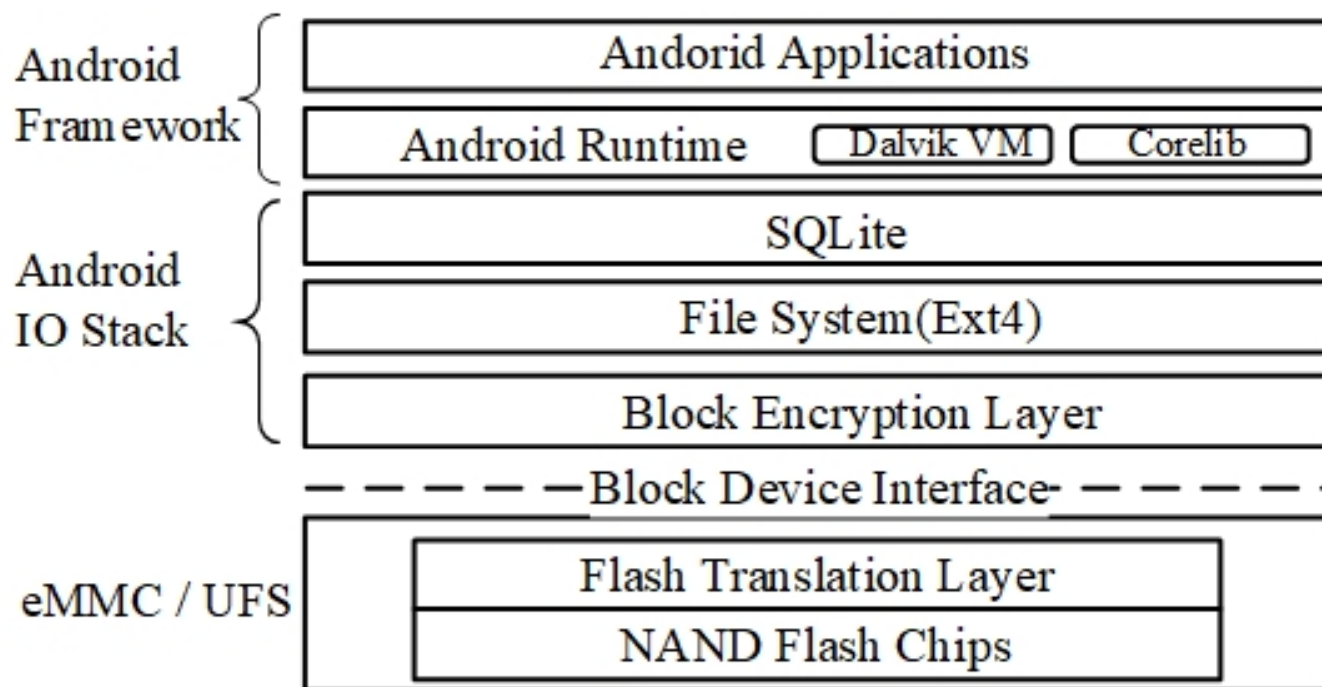 Andorid Applications
Android
Framework
Android Runtime
Dalvik VM
Corelib
SQLite
Android
IO Stack
File System(Ext4)
Block Encryption Layer
Block Device Interface
eMMC / UFS
Flash Translation Layer
NAND Flash Chips